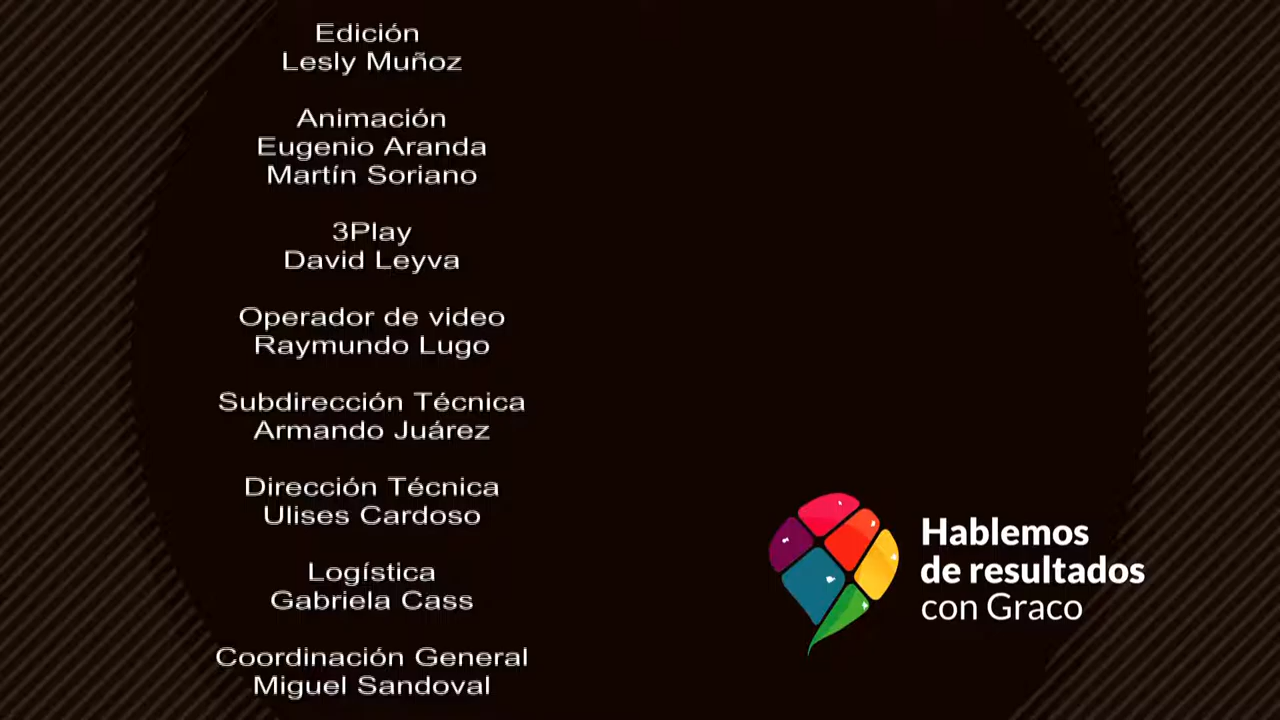 Edición
Lesly Muñoz
Animación
Eugenio Aranda
Martín Soriano
3Play
David Leyva
Operador de video
Raymundo Lugo
Subdirección Técnica
Armando Juárez
Dirección Técnica
Ulises Cardoso
Logística
Gabriela Cass
Coordinación General
Miguel Sandoval
Hablemos
de resultados
con Graco